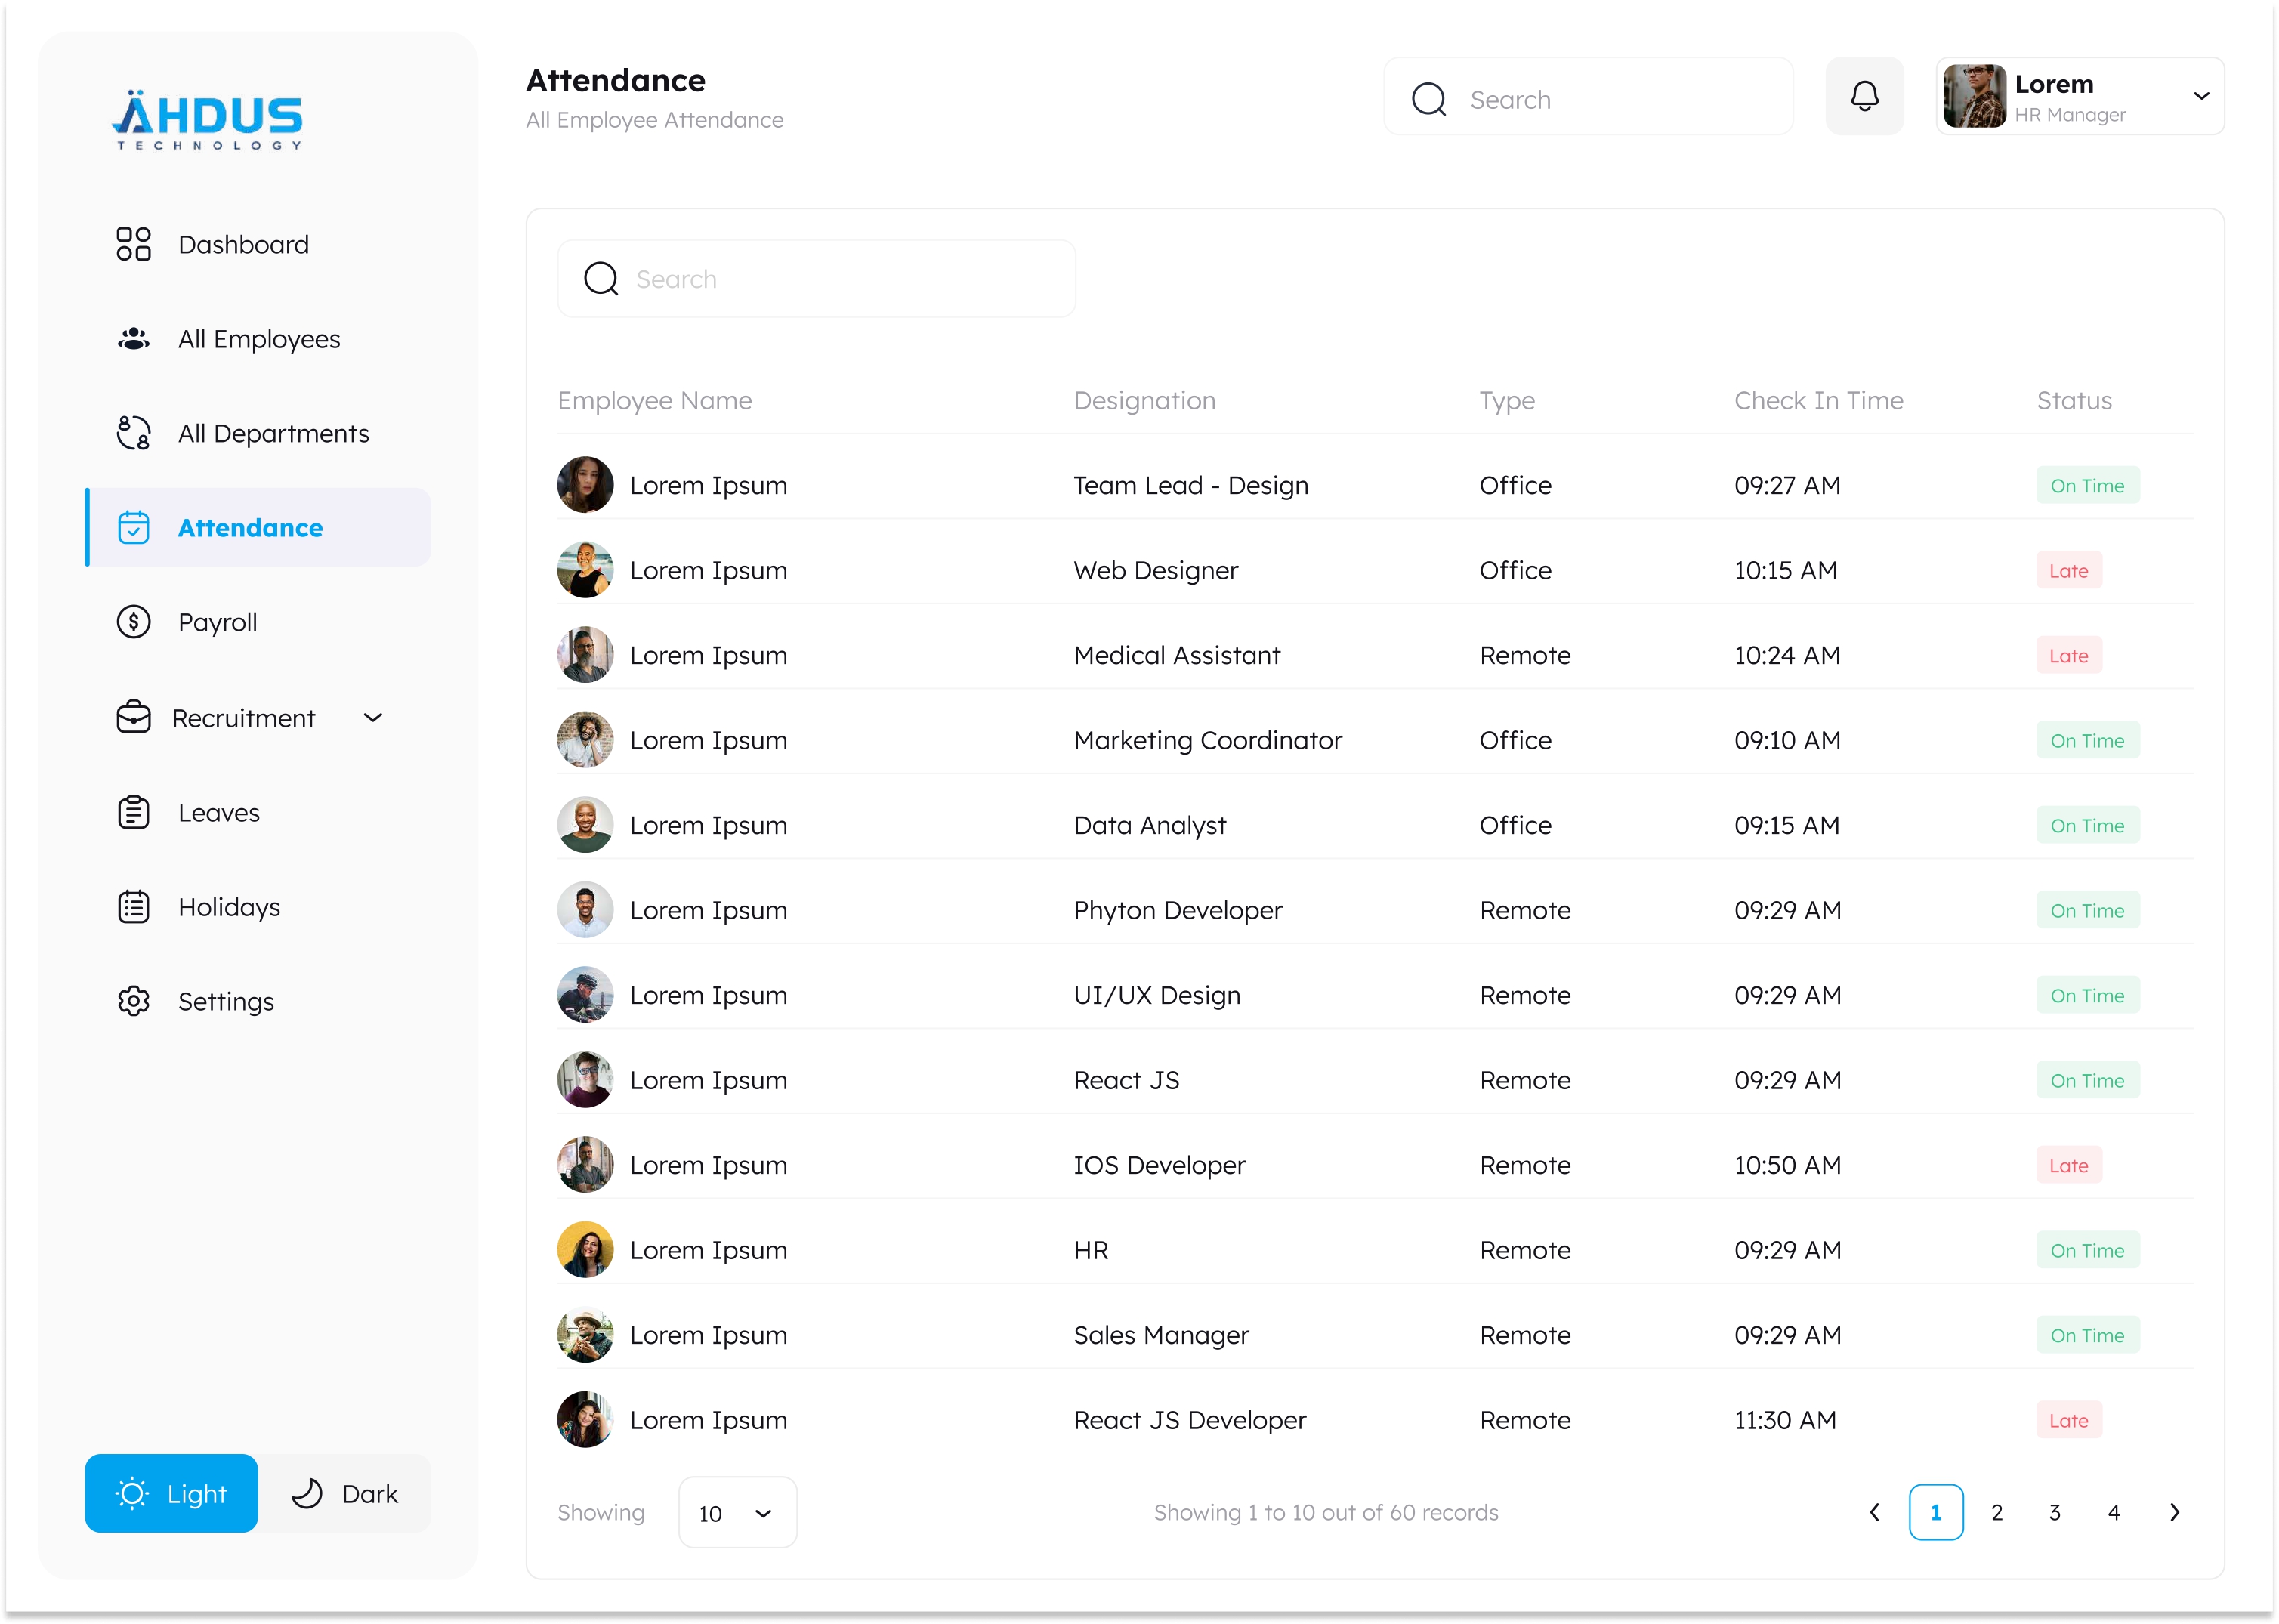 ÄHDUS
TECHNOLOGY
Dashboard
All Employees
All Departments
Attendance
Payroll
Recruitment
Leaves
Holidays
Settings
Light Dark
Attendance
All Employee Attendance
Search
Lorem
HR Manager
Search
Employee Name Designation Type Check In Time Status
Lorem Ipsum Team Lead - Design Office 09:27 AM On Time
Lorem Ipsum Web Designer Office 10:15 AM Late
Lorem Ipsum Medical Assistant Remote 10:24 AM Late
Lorem Ipsum Marketing Coordinator Office 09:10 AM On Time
Lorem Ipsum Data Analyst Office 09:15 AM On Time
Lorem Ipsum Phyton Developer Remote 09:29 AM On Time
Lorem Ipsum UI/UX Design Remote 09:29 AM On Time
Lorem Ipsum React JS Remote 09:29 AM On Time
Lorem Ipsum IOS Developer Remote 10:50 AM Late
Lorem Ipsum HR Remote 09:29 AM On Time
Lorem Ipsum Sales Manager Remote 09:29 AM On Time
Lorem Ipsum React JS Developer Remote 11:30 AM Late
Showing 10 Showing 1 to 10 out of 60 records 1 2 3 4